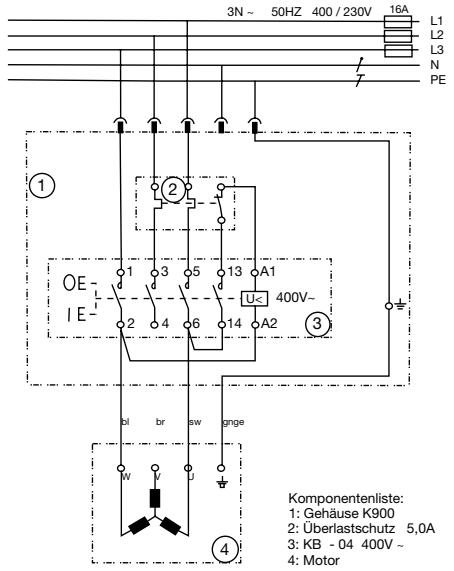 3N ~ 50HZ 400 / 230V 16A
L1
L2
L3
N
PE
1
2
1 3 5 13 A1
OE
IE
U< 400V~
2 4 6 14 A2
3
bl br sw gnge
W V U
4
Komponentenliste:
1: Gehäuse K900
2: Überlastschutz 5,0A
3: KB - 04 400V ~
4: Motor